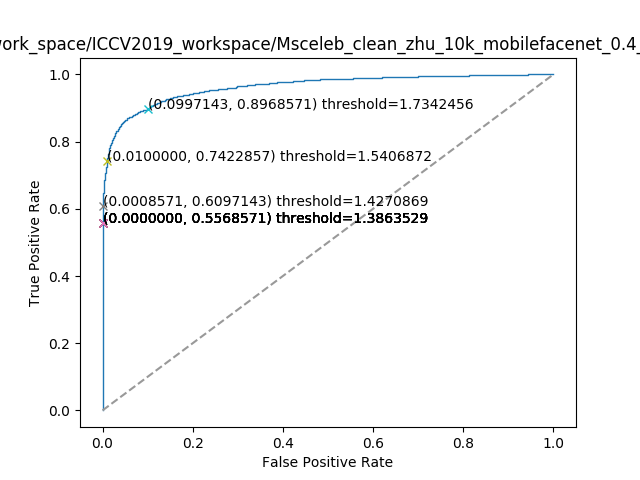 work_space/ICCV2019_workspace/Msceleb_clean_zhu_10k_mobilefacenet_0.4_
1.0
(0.0997143, 0.8968571) threshold=1.7342456
0.8
(0.0100000, 0.7422857) threshold=1.5406872
0.6
(0.0008571, 0.6097143) threshold=1.4270869
(0.0000000, 0.5568571) threshold=1.3863529
0.4
0.2
0.0
True Positive Rate
0.0 0.2 0.4 0.6 0.8 1.0
False Positive Rate